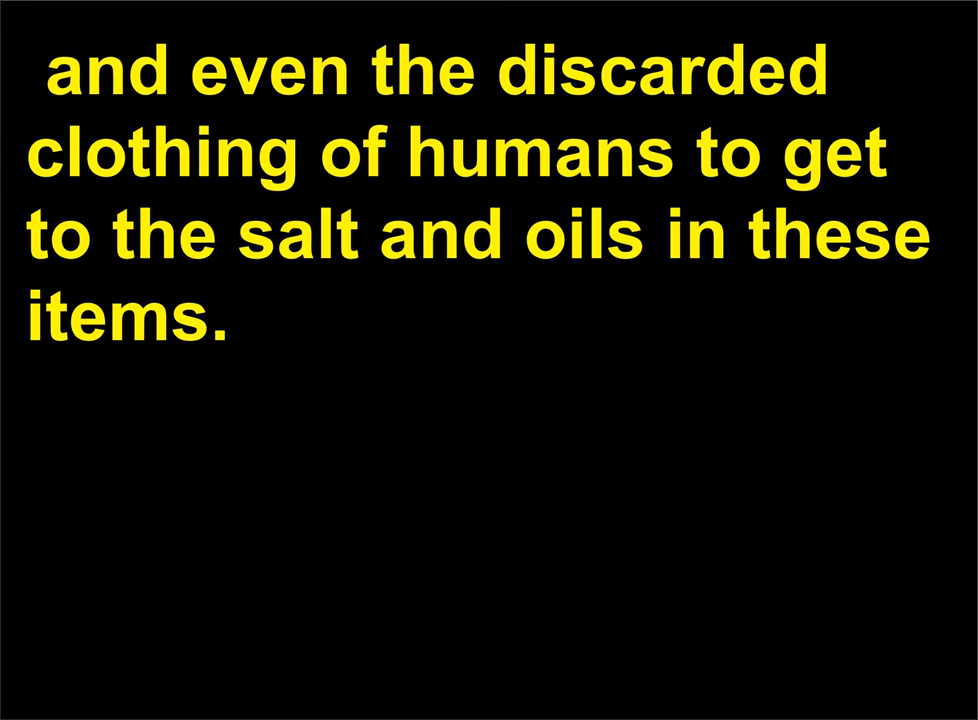 and even the discarded
clothing of humans to get
to the salt and oils in these
items.